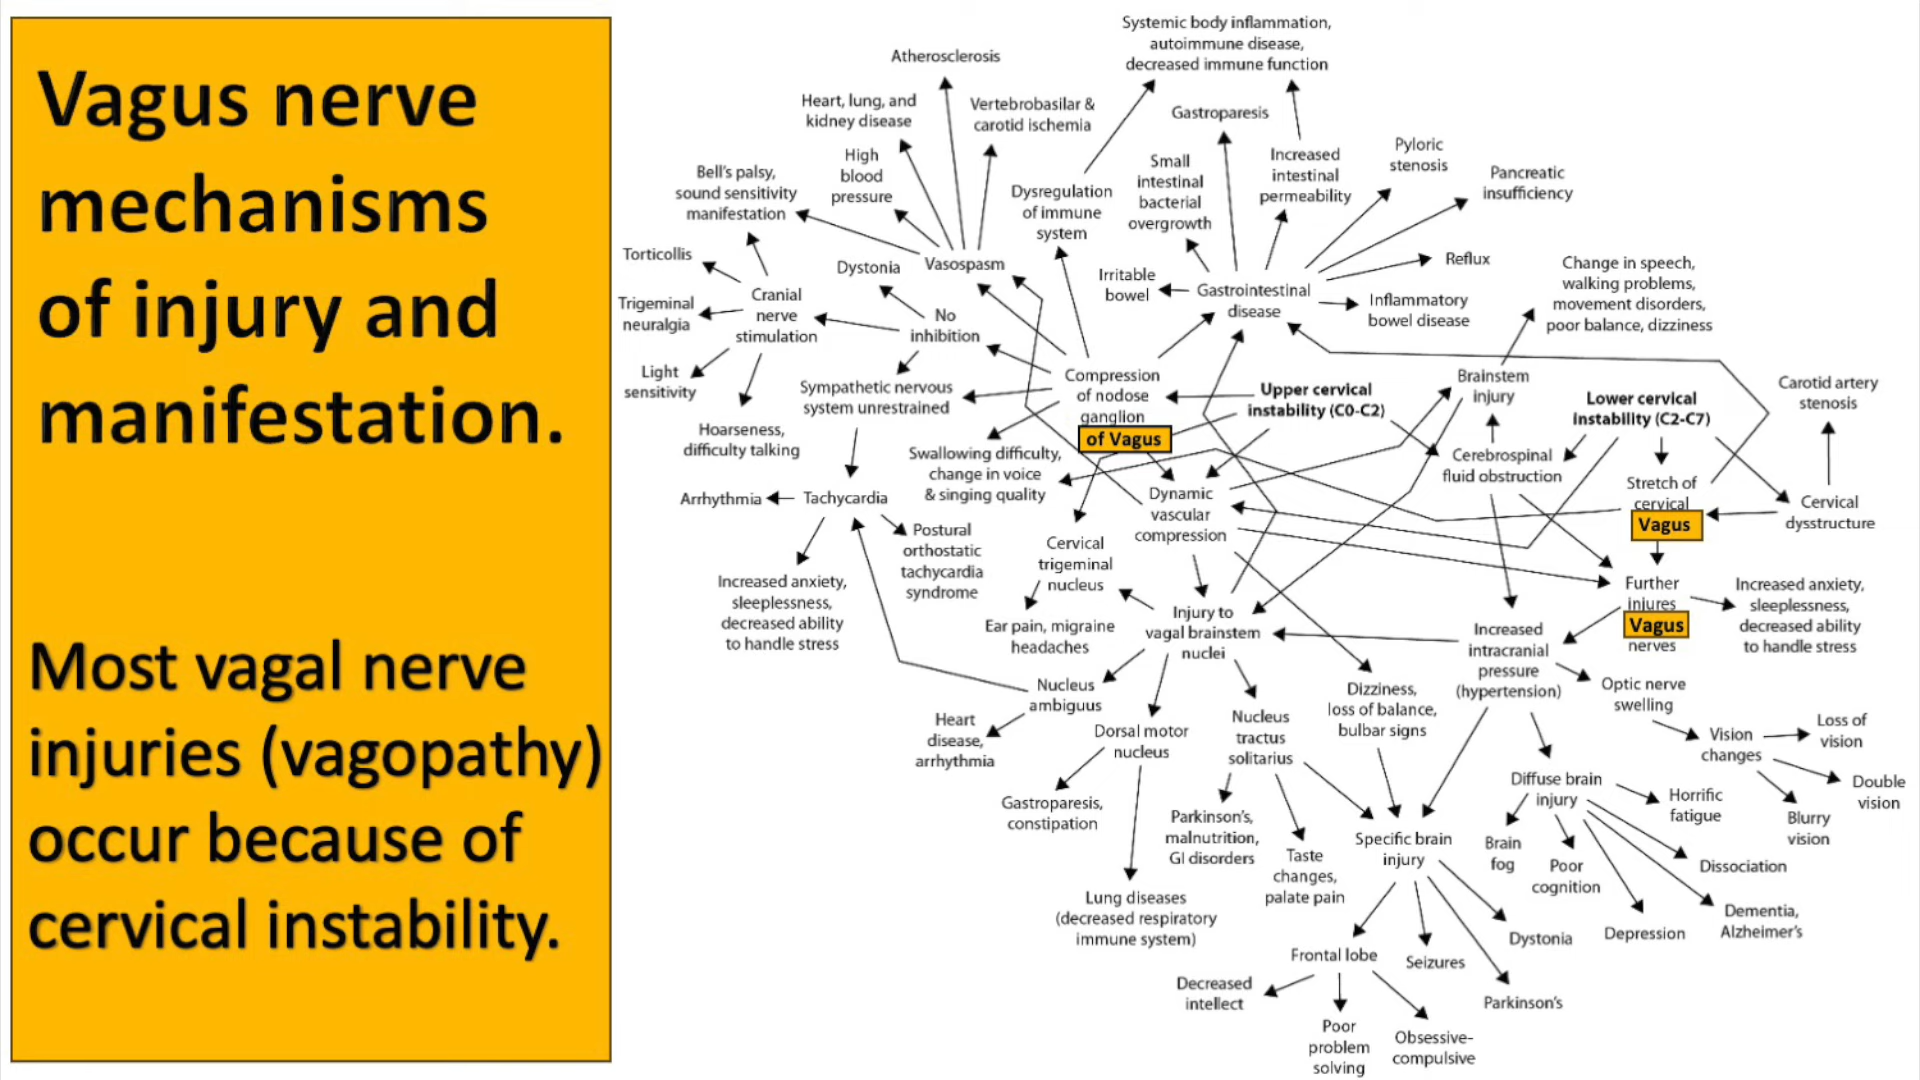 Vagus nerve
mechanisms
of injury and
manifestation.
Most vagal nerve
injuries (vagopathy)
occur because of
cervical instability.
Systemic body inflammation,
autoimmune disease,
decreased immune function
Atherosclerosis
Heart, lung, and
kidney disease
Vertebrobasilar &
carotid ischemia
Gastroparesis
High
blood
pressure
Bell's palsy,
sound sensitivity
manifestation
Dysregulation
of immune
system
Small
intestinal
bacterial
overgrowth
Increased
intestinal
permeability
Pyloric
stenosis
Pancreatic
insufficiency
Torticollis
Dystonia
Vasospasm
Irritable
bowel
Gastrointestinal
disease
Reflux
Inflammatory
bowel disease
Change in speech,
walking problems,
movement disorders,
poor balance, dizziness
Trigeminal
neuralgia
Cranial
nerve
stimulation
No
inhibition
Light
sensitivity
Sympathetic nervous
system unrestrained
Compression
of nodose
ganglion
of Vagus
Upper cervical
instability (C0-C2)
Brainstem
injury
Lower cervical
instability (C2-C7)
Carotid artery
stenosis
Hoarseness,
difficulty talking
Swallowing difficulty,
change in voice
& singing quality
Cerebrospinal
fluid obstruction
Arrhythmia
Tachycardia
Dynamic
vascular
compression
Stretch of
cervical
Vagus
Cervical
dysstructure
Postural
orthostatic
tachycardia
syndrome
Cervical
trigeminal
nucleus
Increased anxiety,
sleeplessness,
decreased ability
to handle stress
Further
injures
Vagus
nerves
Increased anxiety,
sleeplessness,
decreased ability
to handle stress
Ear pain, migraine
headaches
Injury to
vagal brainstem
nuclei
Increased
intracranial
pressure
(hypertension)
Nucleus
ambiguus
Dizziness,
loss of balance,
bulbar signs
Optic nerve
swelling
Heart
disease,
arrhythmia
Dorsal motor
nucleus
Nucleus
tractus
solitarius
Vision
changes
Loss of
vision
Double
vision
Blurry
vision
Gastroparesis,
constipation
Parkinson's,
malnutrition,
GI disorders
Taste
changes,
palate pain
Specific brain
injury
Diffuse brain
injury
Horrific
fatigue
Brain
fog
Poor
cognition
Dissociation
Lung diseases
(decreased respiratory
immune system)
Dystonia
Depression
Dementia,
Alzheimer's
Frontal lobe
Seizures
Decreased
intellect
Parkinson's
Poor
problem
solving
Obsessive-
compulsive